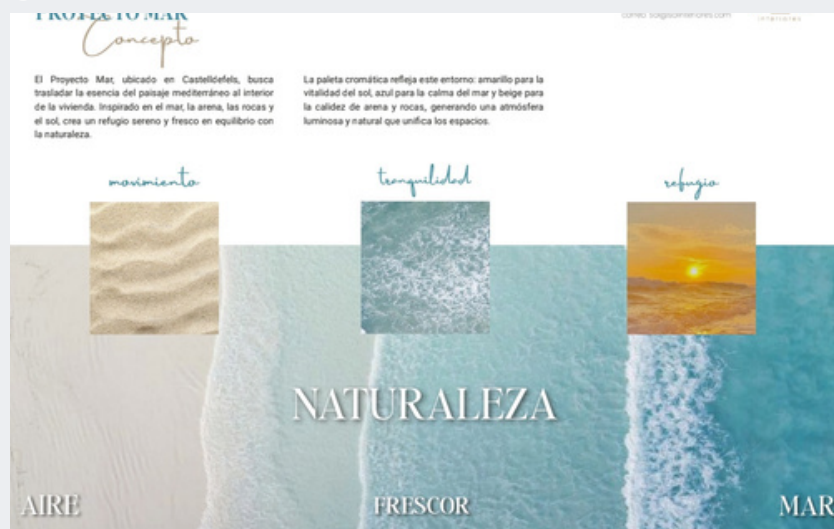 PROYECTO MAR
Concepto
interiores
El Proyecto Mar, ubicado en Castelldefels, busca
trasladar la esencia del paisaje mediterráneo al interior
de la vivienda. Inspirado en el mar, la arena, las rocas y
el sol, crea un refugio sereno y fresco en equilibrio con
la naturaleza.
La paleta cromática refleja este entorno: amarillo para la
vitalidad del sol, azul para la calma del mar y beige para
la calidez de arena y rocas, generando una atmósfera
luminosa y natural que unifica los espacios.
movimiento
tranquilidad
refugio
NATURALEZA
AIRE
FRESCOR
MAR